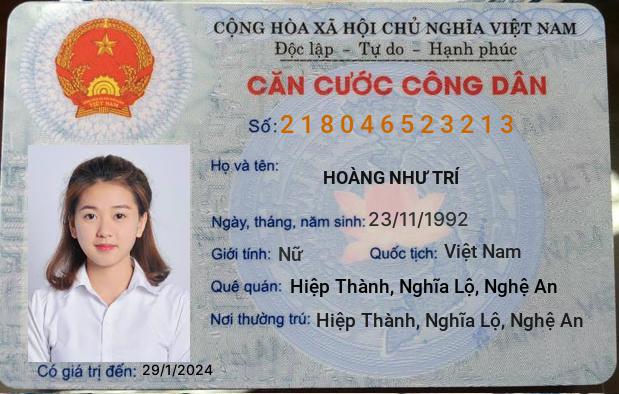 CỘNG HÒA XÃ HỘI CHỦ NGHĨA VIỆT NAM
Độc lập - Tự do - Hạnh phúc
CĂN CƯỚC CÔNG DÂN
Số: 218046523213
Họ và tên:
HOÀNG NHƯ TRÍ
Ngày, tháng, năm sinh: 23/11/1992
Giới tính: Nữ Quốc tịch: Việt Nam
Quê quán: Hiệp Thành, Nghĩa Lộ, Nghệ An
Nơi thường trú: Hiệp Thành, Nghĩa Lộ, Nghệ An
Có giá trị đến: 29/1/2024
VIỆT NAM